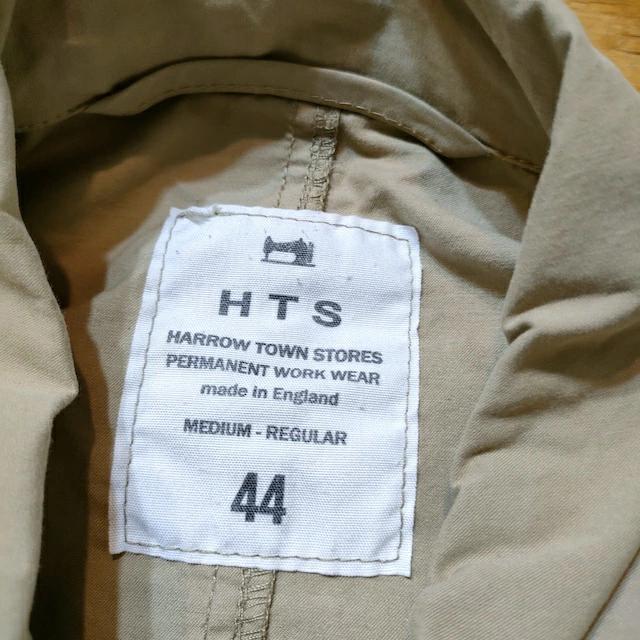 HTS
HARROW TOWN STORES
PERMANENT WORK WEAR
made in England
MEDIUM - REGULAR
44